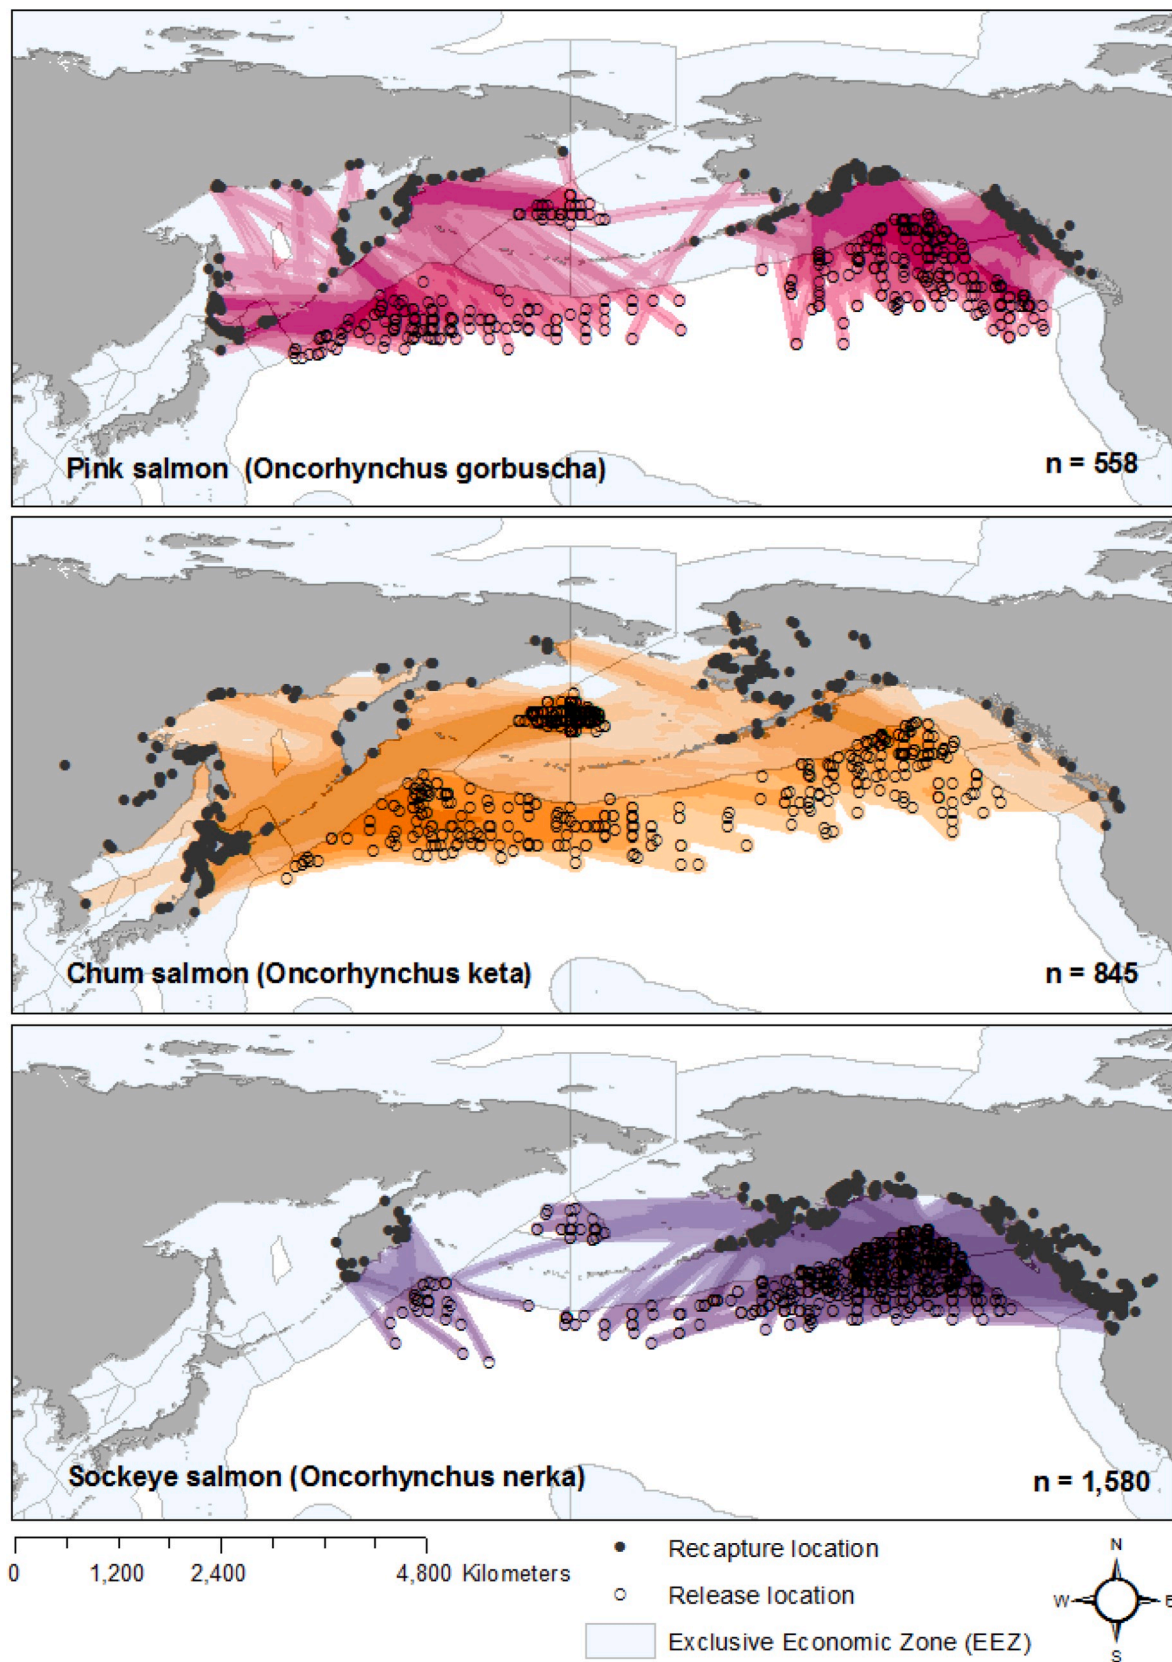 Pink salmon (Oncorhynchus gorbuscha)
n = 558
Chum salmon (Oncorhynchus keta)
n = 845
Sockeye salmon (Oncorhynchus nerka)
n = 1,580
0 1,200 2,400 4,800 Kilometers
Recapture location
Release location
Exclusive Economic Zone (EEZ)
N
W E
S